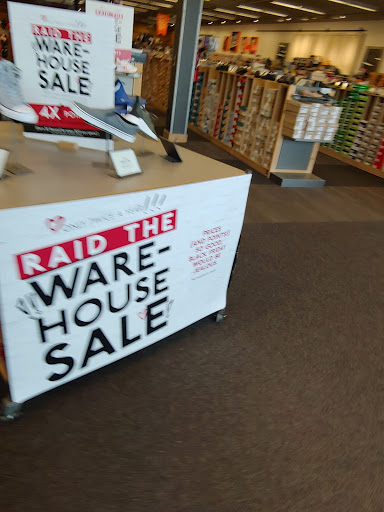 RAID THE
WARE-
HOUSE
SALE
4X
RAID THE
WARE-
HOUSE
SALE
PRICES
(AND POINTS!)
SO GOOD,
BLACK FRIDAY
WOULD BE
JEALOUS.